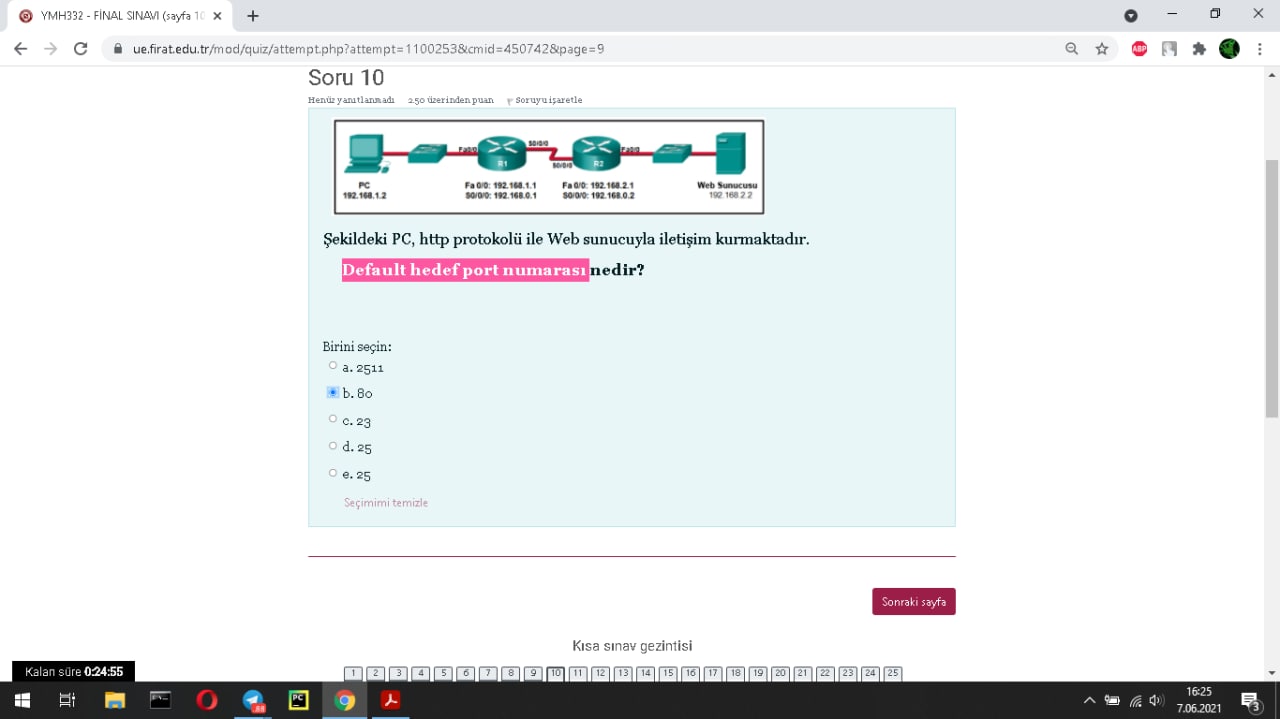 YMH332 - FİNAL SINAVI (sayfa 10
ue.firat.edu.tr/mod/quiz/attempt.php?attempt=1100253&cmid=450742&page=9
ABP
Soru 10
Henüz yanıtlanmadı 2.50 üzerinden puan Soruyu işaretle
Fa0/0 S0/0/0 S0/0/0 Fa0/0
R1 R2
PC Fa 0/0: 192.168.1.1 Fa 0/0: 192.168.2.1 Web Sunucusu
192.168.1.2 S0/0/0: 192.168.0.1 S0/0/0: 192.168.0.2 192.168.2.2
Şekildeki PC, http protokolü ile Web sunucuyla iletişim kurmaktadır.
Default hedef port numarası nedir?
Birini seçin:
a. 2511
b. 80
c. 23
d. 25
e. 25
Seçimimi temizle
Sonraki sayfa
Kısa sınav gezintisi
Kalan süre 0:24:55
1 2 3 4 5 6 7 8 9 10 11 12 13 14 15 16 17 18 19 20 21 22 23 24 25
.88
PC
16:25
7.06.2021
3